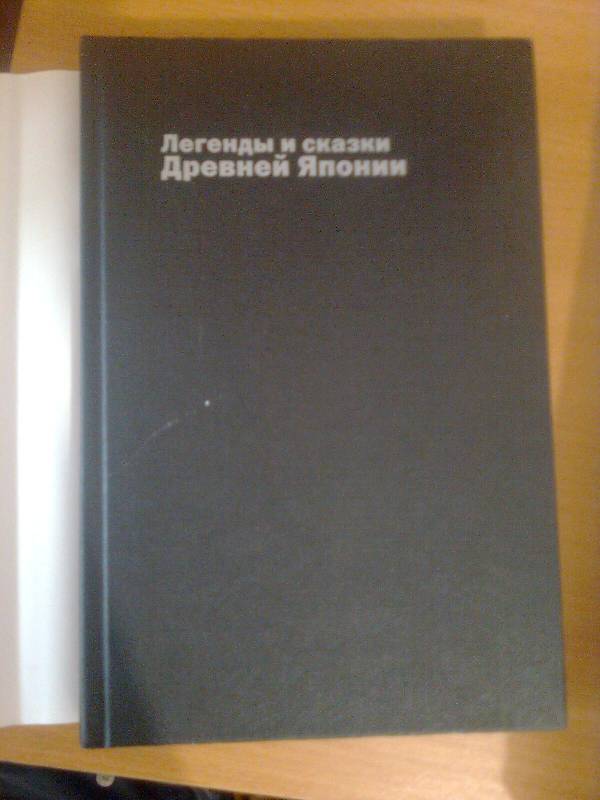 Легенды и сказки
Древней Японии